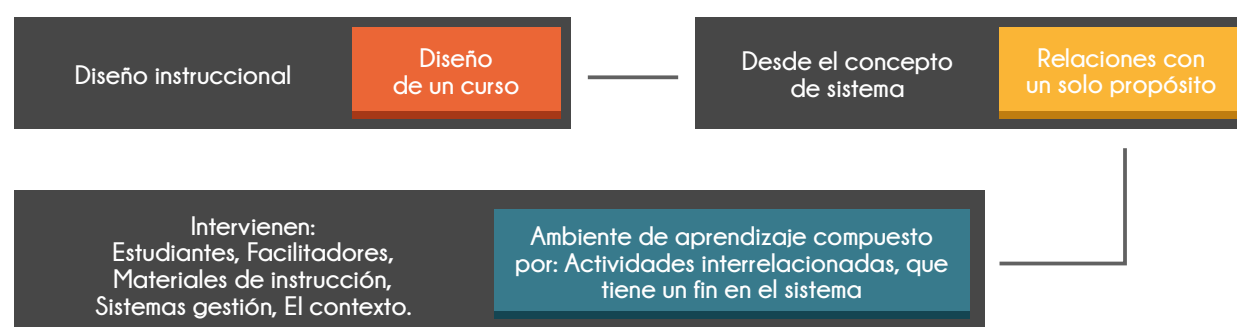 Diseño instruccional
Diseño
de un curso
Desde el concepto
de sistema
Relaciones con
un solo propósito
Intervienen:
Estudiantes, Facilitadores,
Materiales de instrucción,
Sistemas gestión, El contexto.
Ambiente de aprendizaje compuesto
por: Actividades interrelacionadas, que
tiene un fin en el sistema